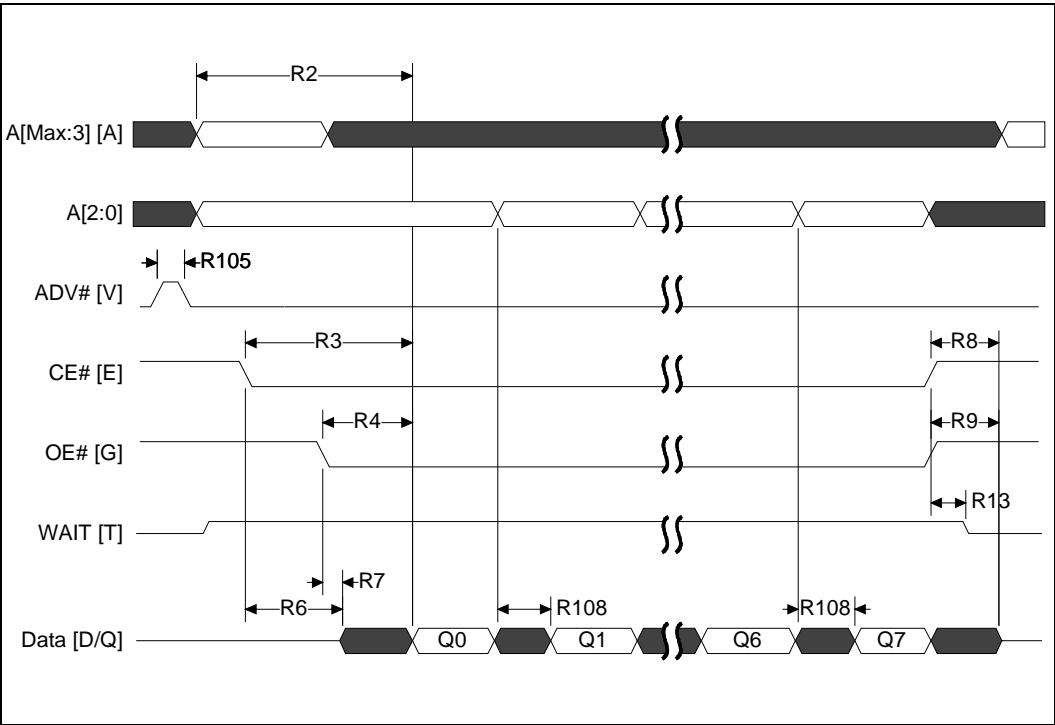 R2
A[Max:3] [A]
A[2:0]
R105
ADV# [V]
R3
R8
CE# [E]
R4
R9
OE# [G]
R13
WAIT [T]
R7
R6
R108
R108
Data [D/Q]
Q0
Q1
Q6
Q7